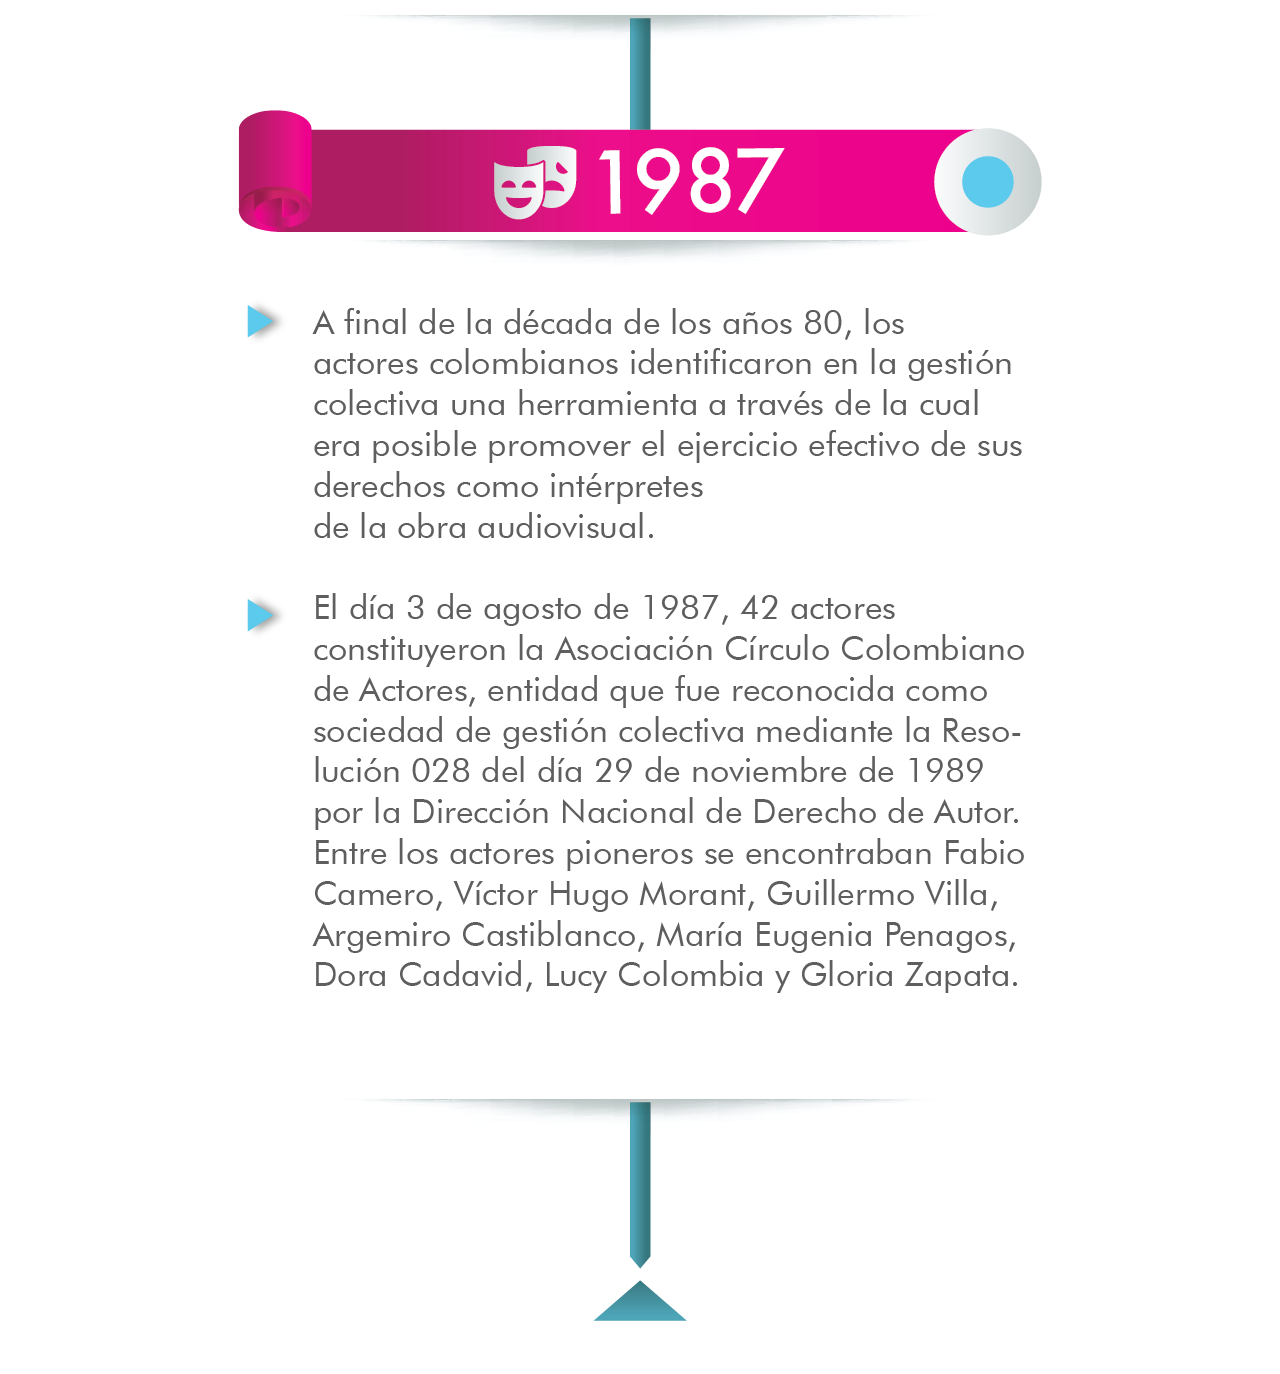 1987
A final de la década de los años 80, los
actores colombianos identificaron en la gestión
colectiva una herramienta a través de la cual
era posible promover el ejercicio efectivo de sus
derechos como intérpretes
de la obra audiovisual.
El día 3 de agosto de 1987, 42 actores
constituyeron la Asociación Círculo Colombiano
de Actores, entidad que fue reconocida como
sociedad de gestión colectiva mediante la Reso-
lución 028 del día 29 de noviembre de 1989
por la Dirección Nacional de Derecho de Autor.
Entre los actores pioneros se encontraban Fabio
Camero, Víctor Hugo Morant, Guillermo Villa,
Argemiro Castiblanco, María Eugenia Penagos,
Dora Cadavid, Lucy Colombia y Gloria Zapata.